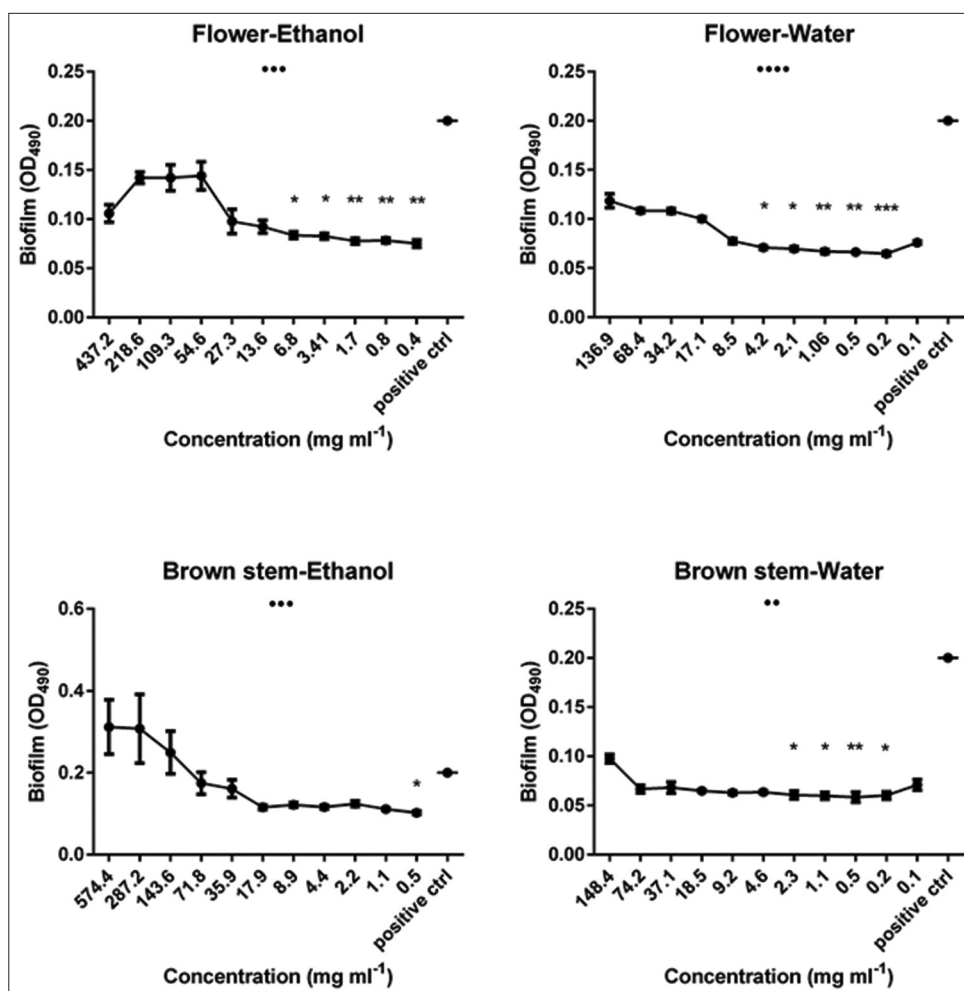 Flower-Ethanol
•••
Biofilm (OD490)
0.25
0.20
0.15
0.10
0.05
0.00
* * ** ** **
437.2 218.6 109.3 54.6 27.3 13.6 6.8 3.41 1.7 0.8 0.4 positive ctrl
Concentration (mg ml-1)
Flower-Water
••••
Biofilm (OD490)
0.25
0.20
0.15
0.10
0.05
0.00
* * ** ** ***
136.9 68.4 34.2 17.1 8.5 4.2 2.1 1.06 0.5 0.2 0.1 positive ctrl
Concentration (mg ml-1)
Brown stem-Ethanol
•••
Biofilm (OD490)
0.6
0.4
0.2
0.0
*
574.4 287.2 143.6 71.8 135.9 17.9 8.9 4.4 2.2 1.1 0.5 positive ctrl
Concentration (mg ml-1)
Brown stem-Water
••
Biofilm (OD490)
0.25
0.20
0.15
0.10
0.05
0.00
* * ** *
148.4 74.2 37.1 18.5 9.2 4.6 2.3 1.1 0.5 0.2 0.1 positive ctrl
Concentration (mg ml-1)